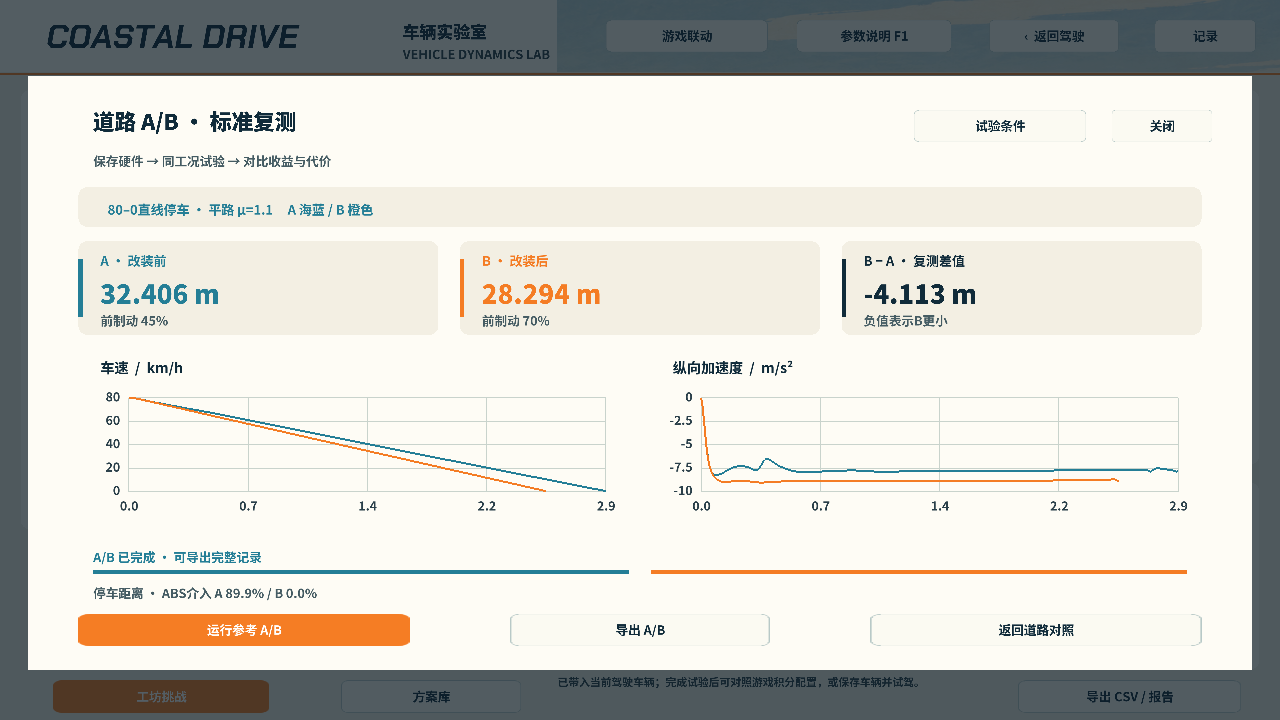 COASTAL DRIVE
车辆实验室
VEHICLE DYNAMICS LAB
游戏联动
参数说明 F1
‹ 返回驾驶
记录
道路 A/B · 标准复测
试验条件
关闭
保存硬件 → 同工况试验 → 对比收益与代价
80–0直线停车 · 平路 μ=1.1 A 海蓝 / B 橙色
A · 改装前
32.406 m
前制动 45%
B · 改装后
28.294 m
前制动 70%
B − A · 复测差值
-4.113 m
负值表示B更小
车速 / km/h
80
60
40
20
0
0.0 0.7 1.4 2.2 2.9
纵向加速度 / m/s²
0
-2.5
-5
-7.5
-10
0.0 0.7 1.4 2.2 2.9
A/B 已完成 · 可导出完整记录
停车距离 · ABS介入 A 89.9% / B 0.0%
运行参考 A/B
导出 A/B
返回道路对照
工坊挑战
方案库
已带入当前驾驶车辆；完成试验后可对照游戏积分配置，或保存车辆并试驾。
导出 CSV / 报告